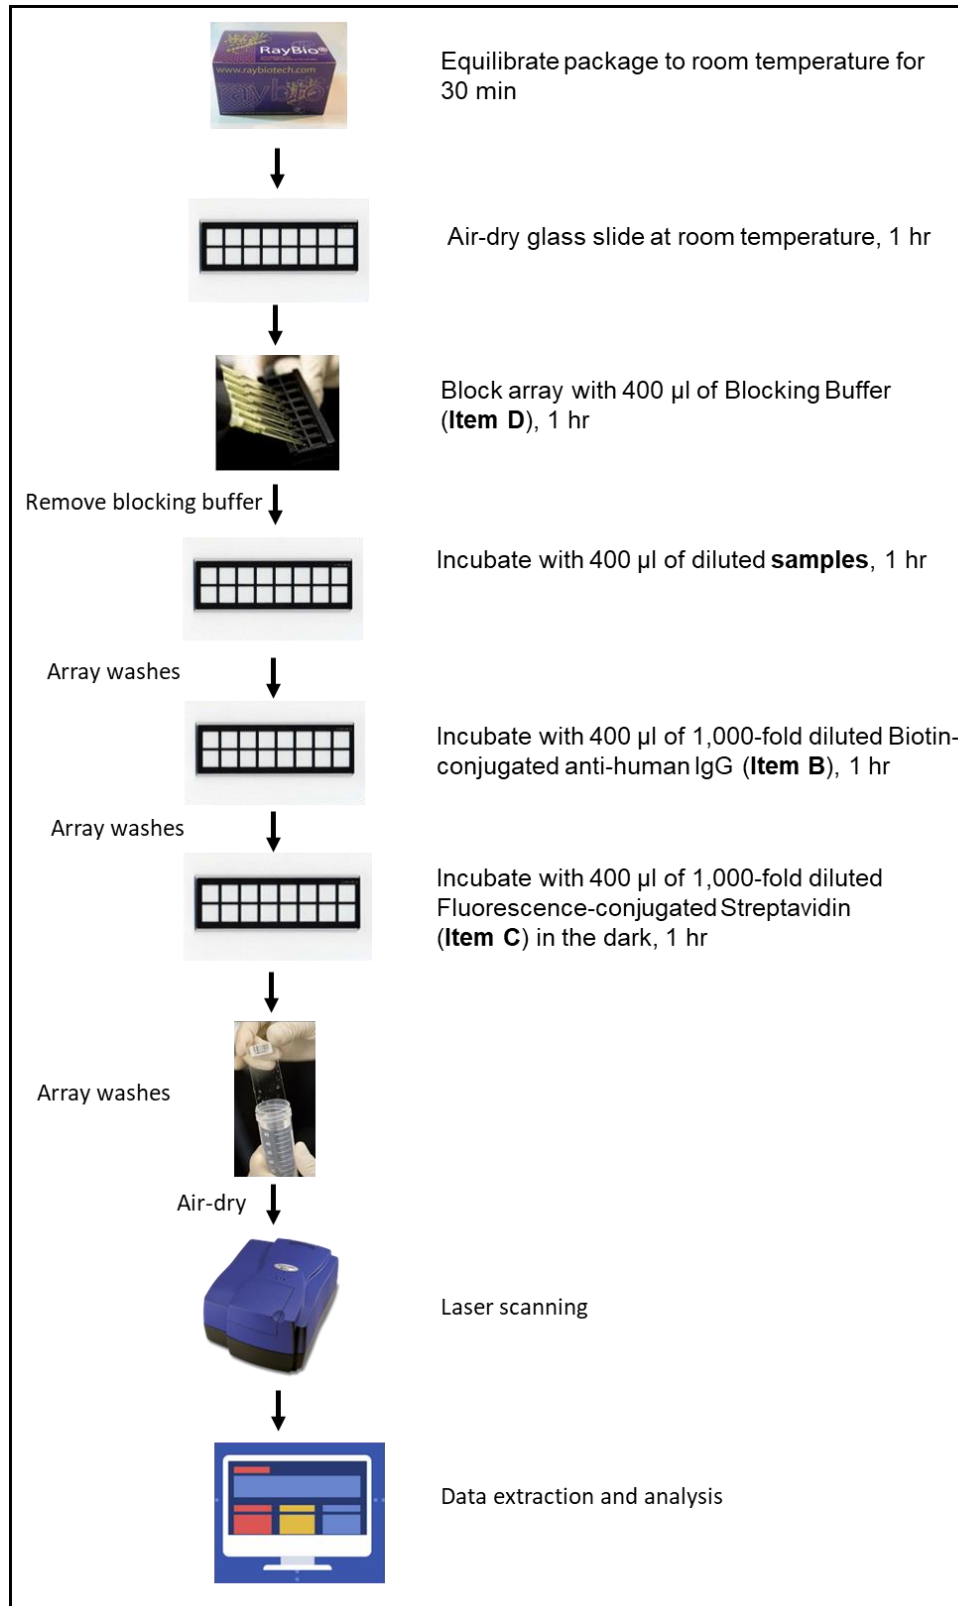 RayBio®
www.raybiotech.com
raybio
Equilibrate package to room temperature for
30 min
Air-dry glass slide at room temperature, 1 hr
Block array with 400 µl of Blocking Buffer
(Item D), 1 hr
Remove blocking buffer
Incubate with 400 µl of diluted samples, 1 hr
Array washes
Incubate with 400 µl of 1,000-fold diluted Biotin-
conjugated anti-human IgG (Item B), 1 hr
Array washes
Incubate with 400 µl of 1,000-fold diluted
Fluorescence-conjugated Streptavidin
(Item C) in the dark, 1 hr
Array washes
Air-dry
Laser scanning
Data extraction and analysis